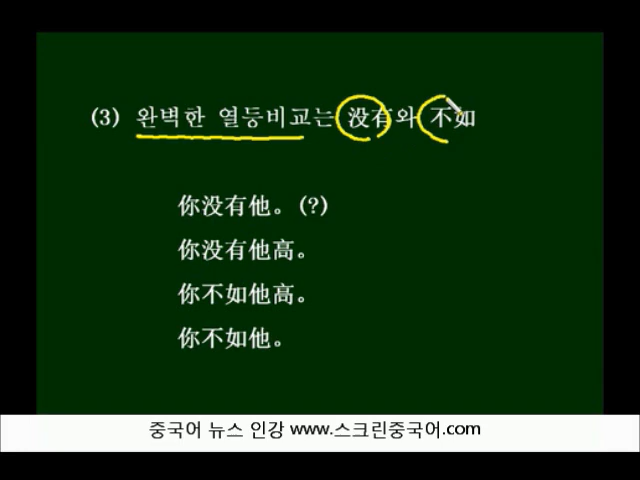 (3) 완벽한 열등비교는 没有와 不如
你没有他。(?)
你没有他高。
你不如他高。
你不如他。
중국어 뉴스 인강 www.스크린중국어.com